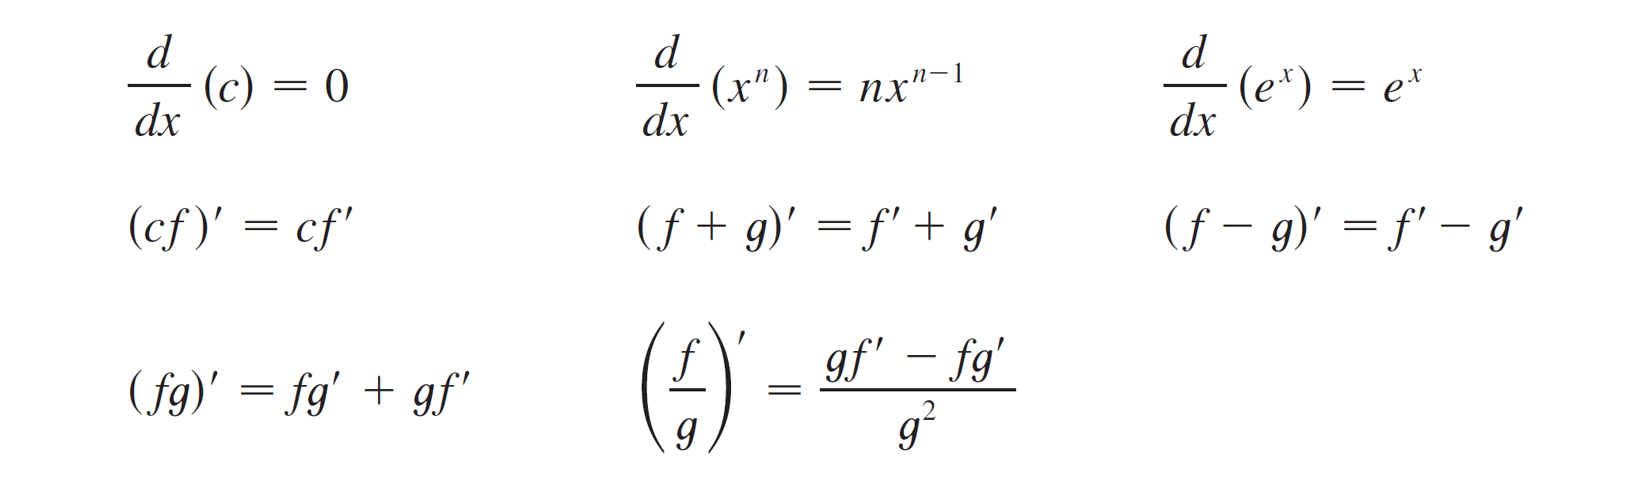 d/dx (c) = 0    d/dx (xⁿ) = nxⁿ⁻¹    d/dx (eˣ) = eˣ
(cf)′ = cf′    (f + g)′ = f′ + g′    (f − g)′ = f′ − g′
(fg)′ = fg′ + gf′    (f/g)′ = (gf′ − fg′)/g²